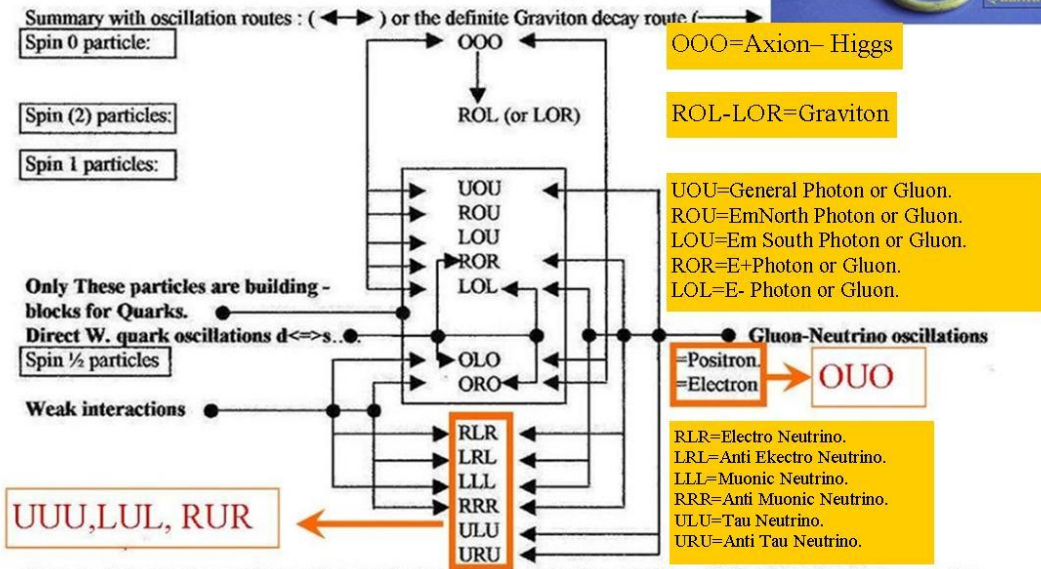 Summary with oscillation routes : ( ◄─► ) or the definite Graviton decay route (───►
Spin 0 particle:
OOO
OOO=Axion– Higgs
Spin (2) particles:
ROL (or LOR)
ROL-LOR=Graviton
Spin 1 particles:
UOU
ROU
LOU
ROR
LOL
UOU=General Photon or Gluon.
ROU=EmNorth Photon or Gluon.
LOU=Em South Photon or Gluon.
ROR=E+Photon or Gluon.
LOL=E- Photon or Gluon.
Only These particles are building -
blocks for Quarks.
Direct W. quark oscillations d<=>s..
Gluon-Neutrino oscillations
Spin ½ particles
OLO
ORO
=Positron.
=Electron
OUO
Weak interactions
RLR
LRL
LLL
RRR
ULU
URU
RLR=Electro Neutrino.
LRL=Anti Ekectro Neutrino.
LLL=Muonic Neutrino.
RRR=Anti Muonic Neutrino.
ULU=Tau Neutrino.
URU=Anti Tau Neutrino.
UUU,LUL, RUR